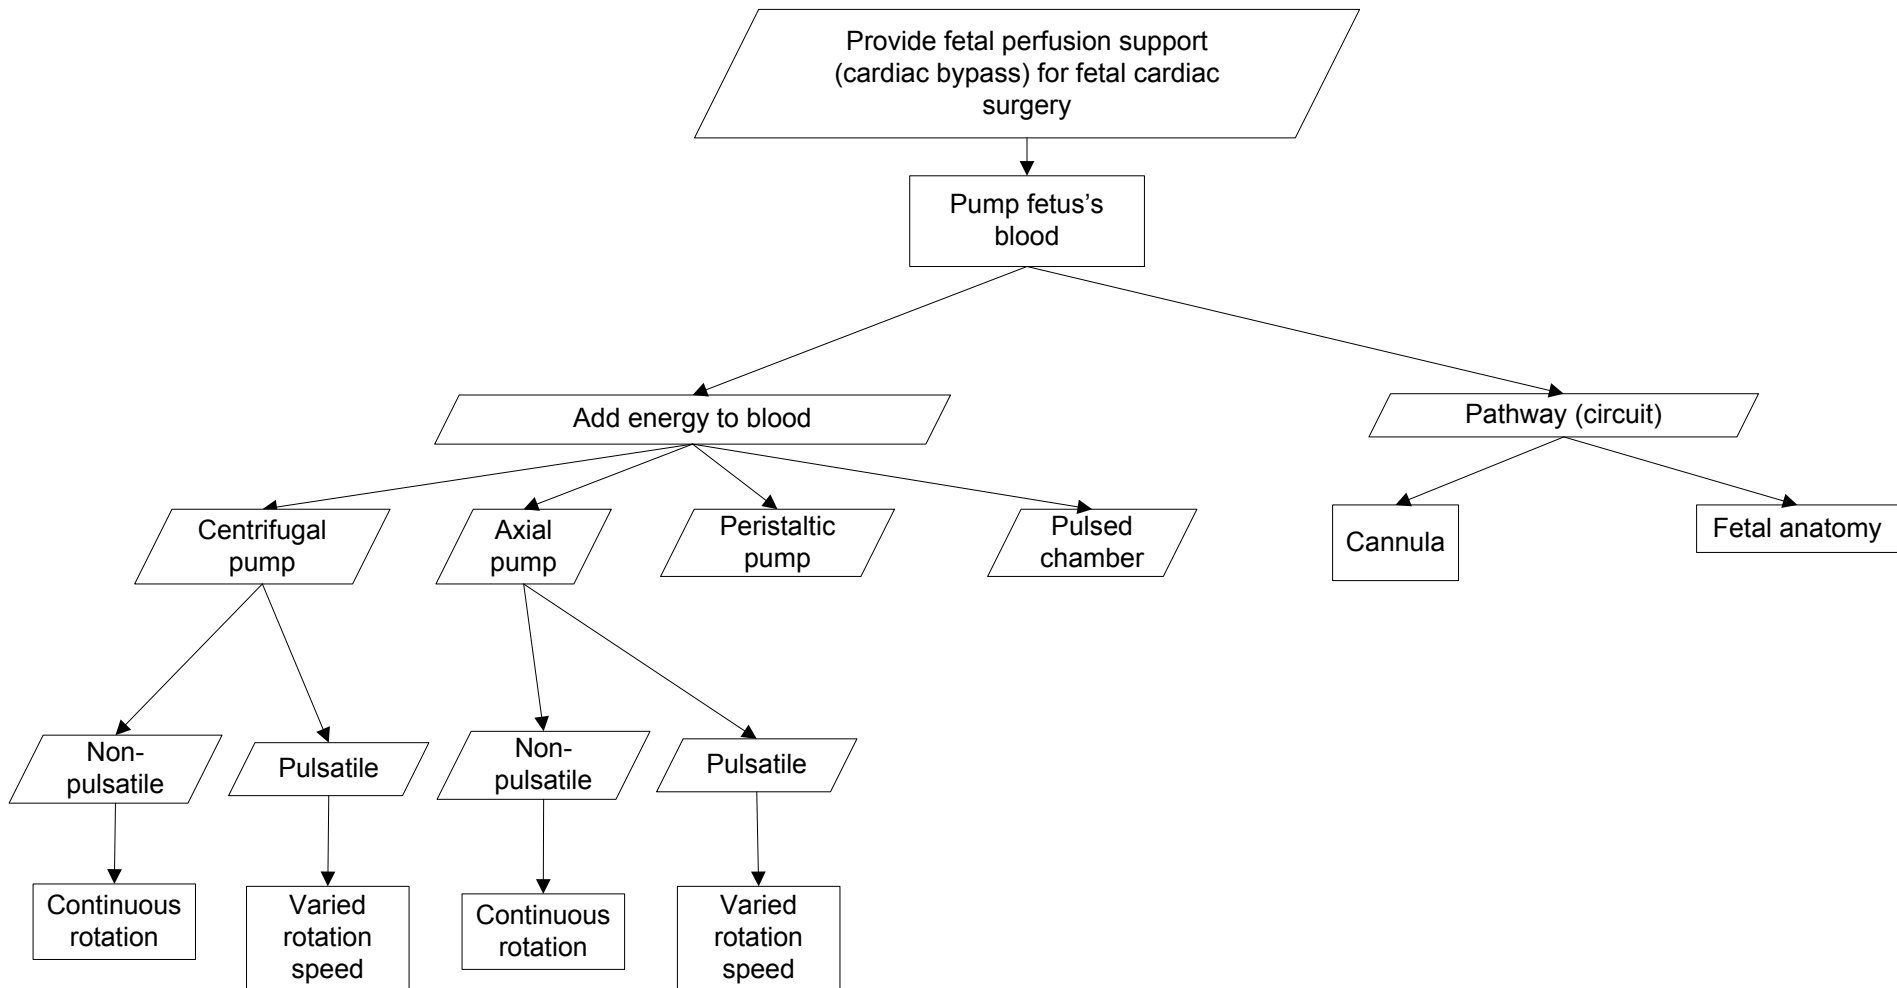 Provide fetal perfusion support
(cardiac bypass) for fetal cardiac
surgery
Pump fetus’s
blood
Add energy to blood
Pathway (circuit)
Centrifugal
pump
Axial
pump
Peristaltic
pump
Pulsed
chamber
Cannula
Fetal anatomy
Non-
pulsatile
Pulsatile
Non-
pulsatile
Pulsatile
Continuous
rotation
Varied
rotation
speed
Continuous
rotation
Varied
rotation
speed